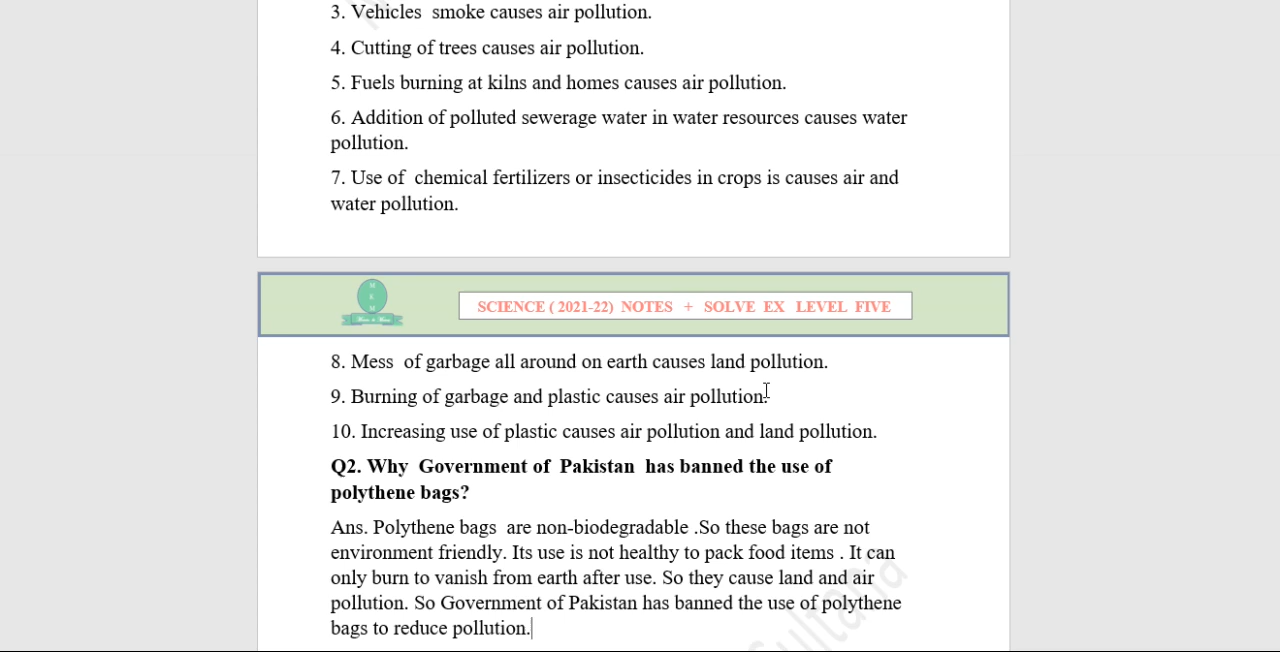 3. Vehicles  smoke causes air pollution.
4. Cutting of trees causes air pollution.
5. Fuels burning at kilns and homes causes air pollution.
6. Addition of polluted sewerage water in water resources causes water
pollution.
7. Use of  chemical fertilizers or insecticides in crops is causes air and
water pollution.
M
K
M
SCIENCE ( 2021-22)  NOTES  +  SOLVE  EX  LEVEL  FIVE
8. Mess  of garbage all around on earth causes land pollution.
9. Burning of garbage and plastic causes air pollution.
10. Increasing use of plastic causes air pollution and land pollution.
Q2. Why  Government of  Pakistan  has banned the use of
polythene bags?
Ans. Polythene bags  are non-biodegradable .So these bags are not
environment friendly. Its use is not healthy to pack food items . It can
only burn to vanish from earth after use. So they cause land and air
pollution. So Government of Pakistan has banned the use of polythene
bags to reduce pollution.
Sultana